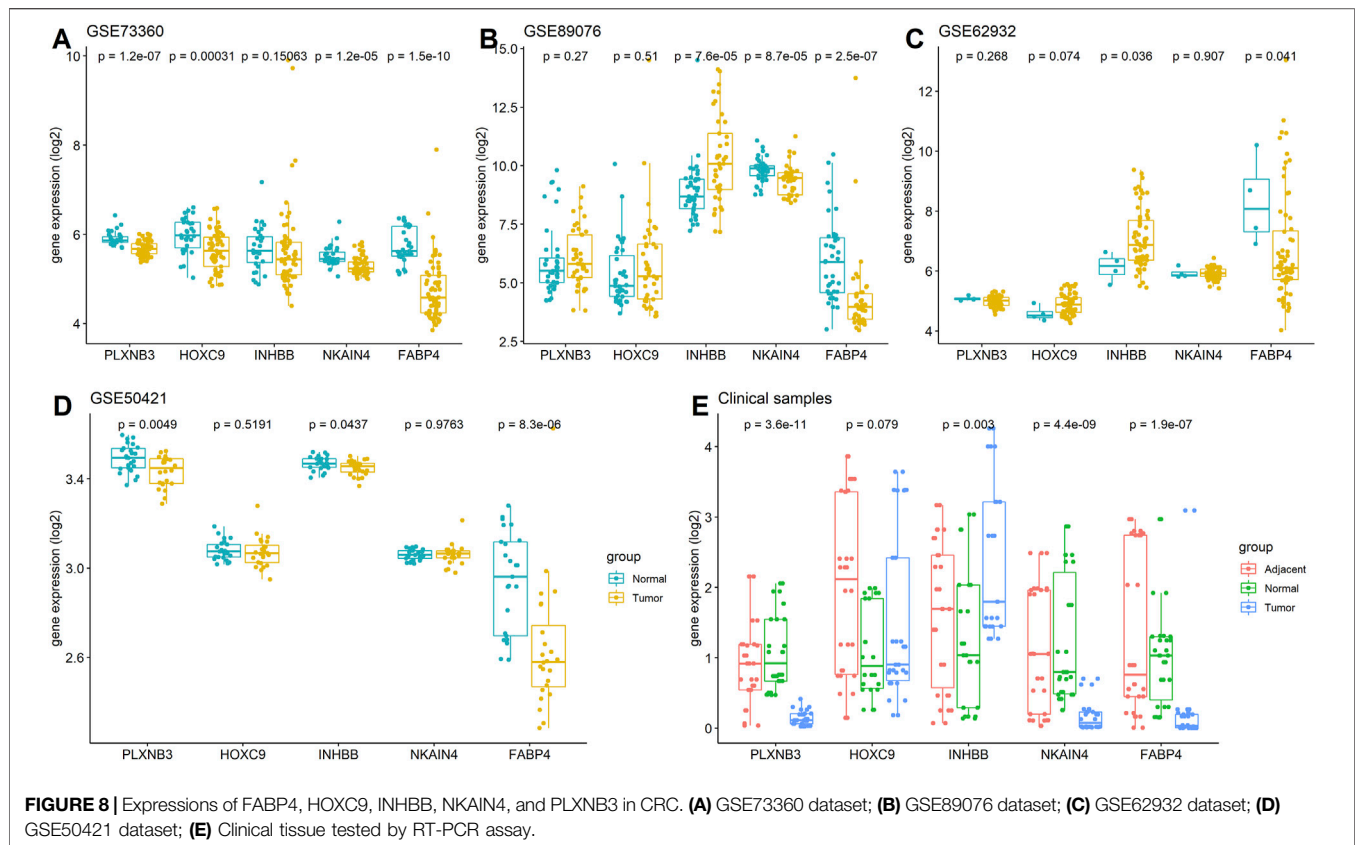 A GSE73360
p = 1.2e-07 p = 0.00031 p = 0.15063 p = 1.2e-05 p = 1.5e-10
gene expression (log2)
10
8
6
4
PLXNB3 HOXC9 INHBB NKAIN4 FABP4
B GSE89076
p = 0.27 p = 0.51 p = 7.6e-05 p = 8.7e-05 p = 2.5e-07
gene expression (log2)
15.0
12.5
10.0
7.5
5.0
2.5
PLXNB3 HOXC9 INHBB NKAIN4 FABP4
C GSE62932
p = 0.268 p = 0.074 p = 0.036 p = 0.907 p = 0.041
gene expression (log2)
12
10
8
6
4
PLXNB3 HOXC9 INHBB NKAIN4 FABP4
D GSE50421
p = 0.0049 p = 0.5191 p = 0.0437 p = 0.9763 p = 8.3e-06
gene expression (log2)
3.4
3.0
2.6
PLXNB3 HOXC9 INHBB NKAIN4 FABP4
group
Normal
Tumor
E Clinical samples
p = 3.6e-11 p = 0.079 p = 0.003 p = 4.4e-09 p = 1.9e-07
gene expression (log2)
4
3
2
1
0
PLXNB3 HOXC9 INHBB NKAIN4 FABP4
group
Adjacent
Normal
Tumor
FIGURE 8 | Expressions of FABP4, HOXC9, INHBB, NKAIN4, and PLXNB3 in CRC. (A) GSE73360 dataset; (B) GSE89076 dataset; (C) GSE62932 dataset; (D)
GSE50421 dataset; (E) Clinical tissue tested by RT-PCR assay.